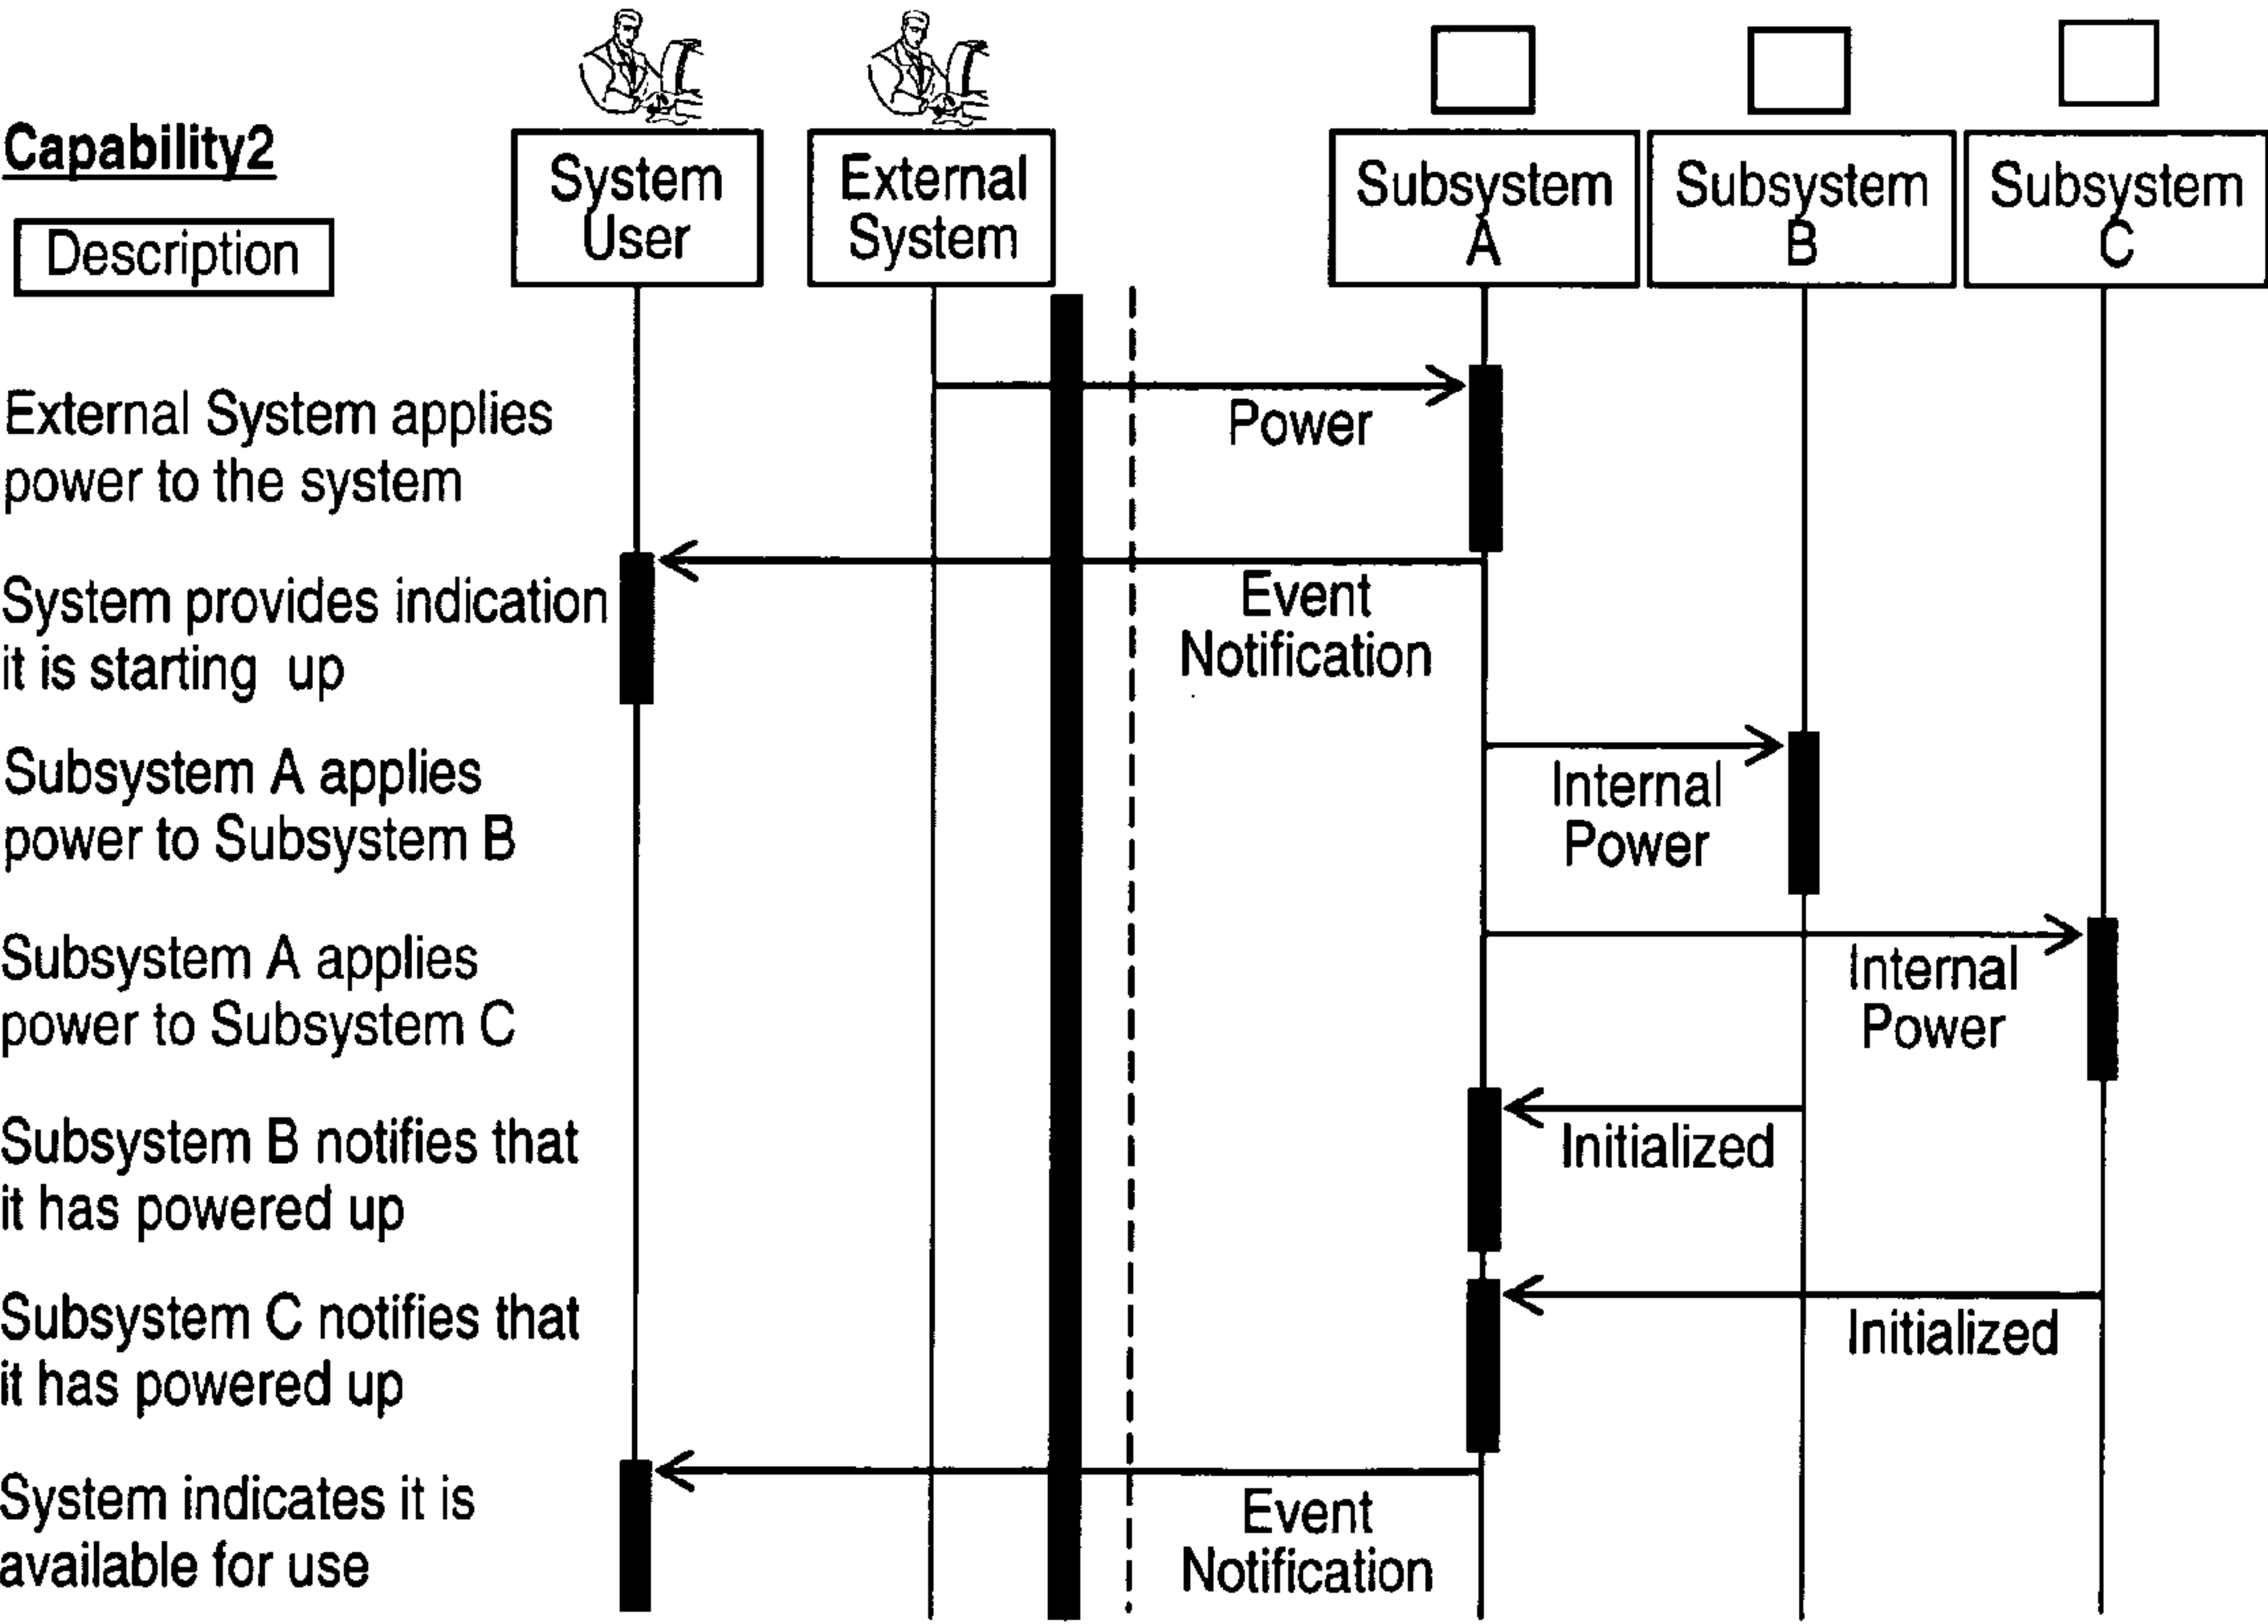 Capability2
Description
System
User
External
System
Subsystem
A
Subsystem
B
Subsystem
C
External System applies
power to the system
Power
System provides indication
it is starting up
Event
Notification
Subsystem A applies
power to Subsystem B
Internal
Power
Subsystem A applies
power to Subsystem C
Internal
Power
Subsystem B notifies that
it has powered up
Initialized
Subsystem C notifies that
it has powered up
Initialized
System indicates it is
available for use
Event
Notification